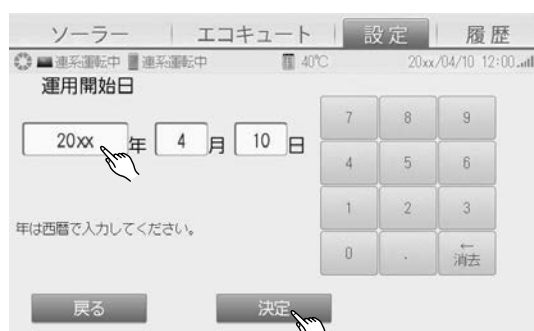 ソーラー エコキュート 設定 履歴
連系運転中 連系運転中 40℃ 20xx/04/10 12:00
運用開始日
20xx 年 4 月 10 日
年は西暦で入力してください。
7 8 9
4 5 6
1 2 3
0 . ←
消去
戻る 決定